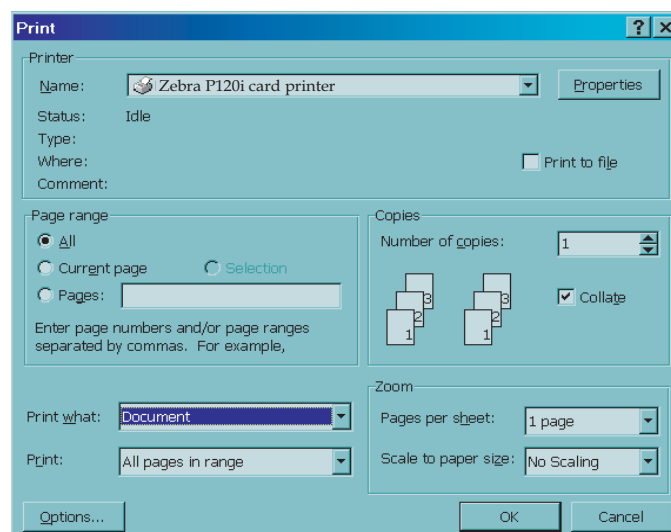 Print
Printer
Name: Zebra P120i card printer Properties
Status: Idle
Type:
Where: Print to file
Comment:
Page range
All
Current page Selection
Pages:
Enter page numbers and/or page ranges
separated by commas. For example,
Copies
Number of copies: 1
1 2 3 1 2 3
Collate
Print what: Document
Print: All pages in range
Zoom
Pages per sheet: 1 page
Scale to paper size: No Scaling
Options... OK Cancel